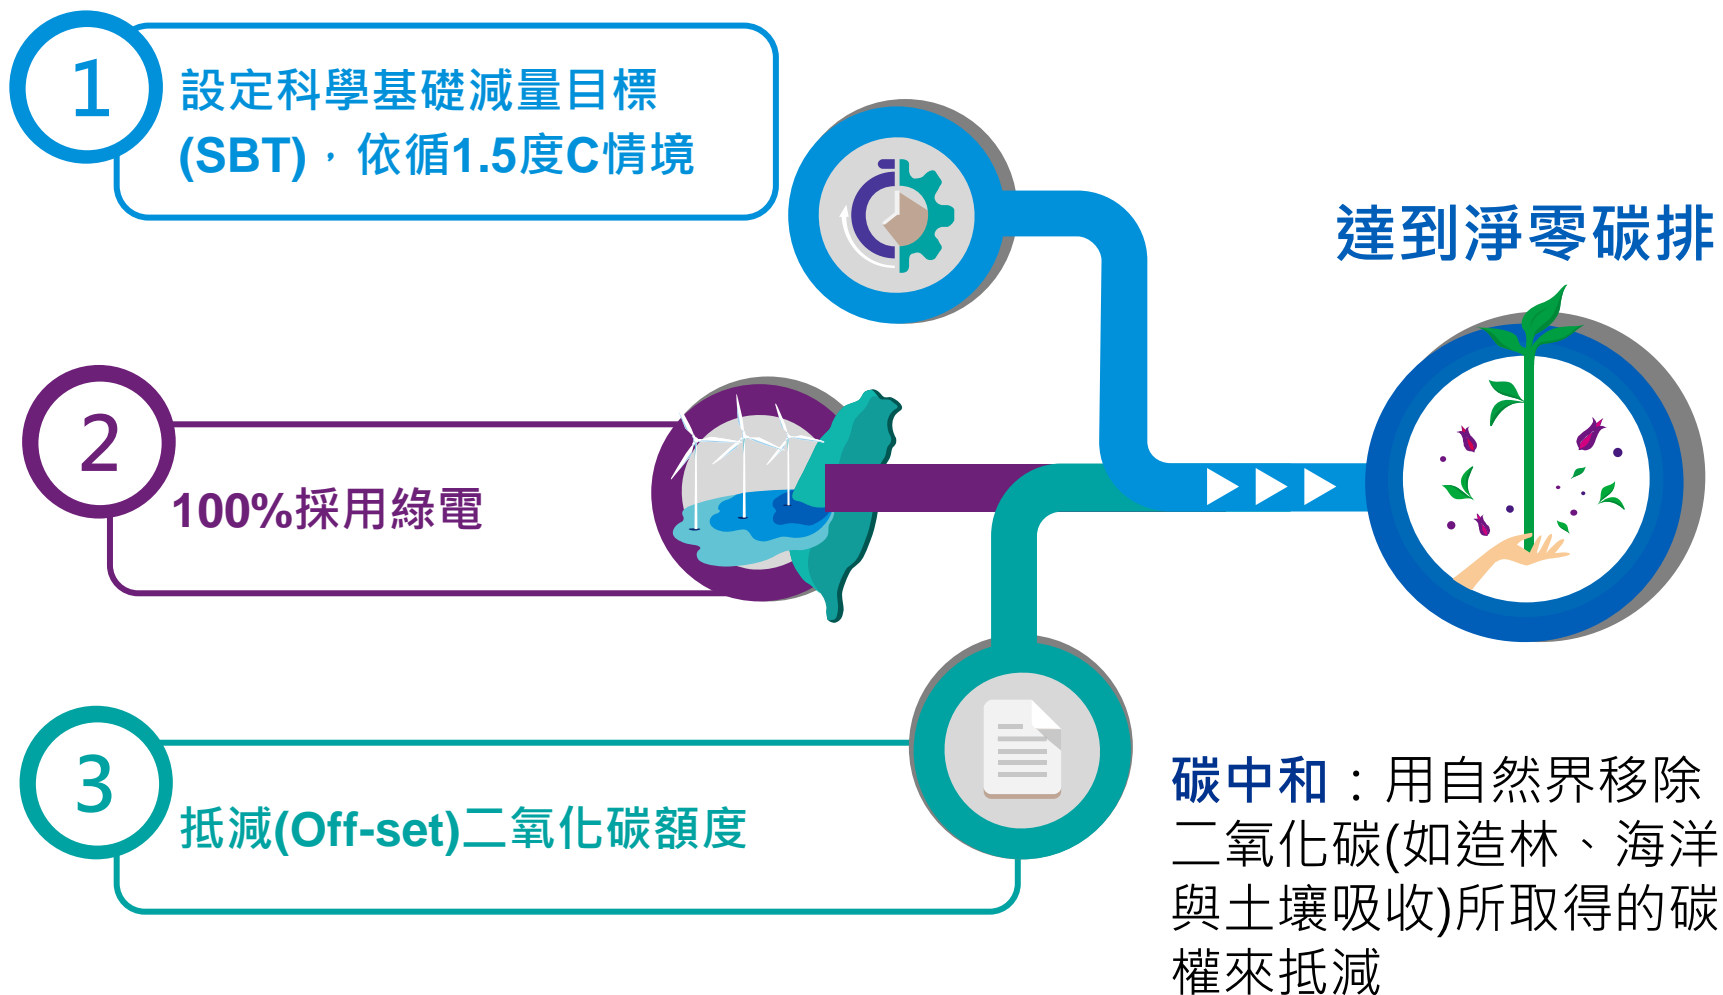 1
設定科學基礎減量目標
(SBT),依循1.5度C情境
達到淨零碳排
2
100%採用綠電
3
抵減(Off-set)二氧化碳額度
碳中和：用自然界移除
二氧化碳(如造林、海洋
與土壤吸收)所取得的碳
權來抵減